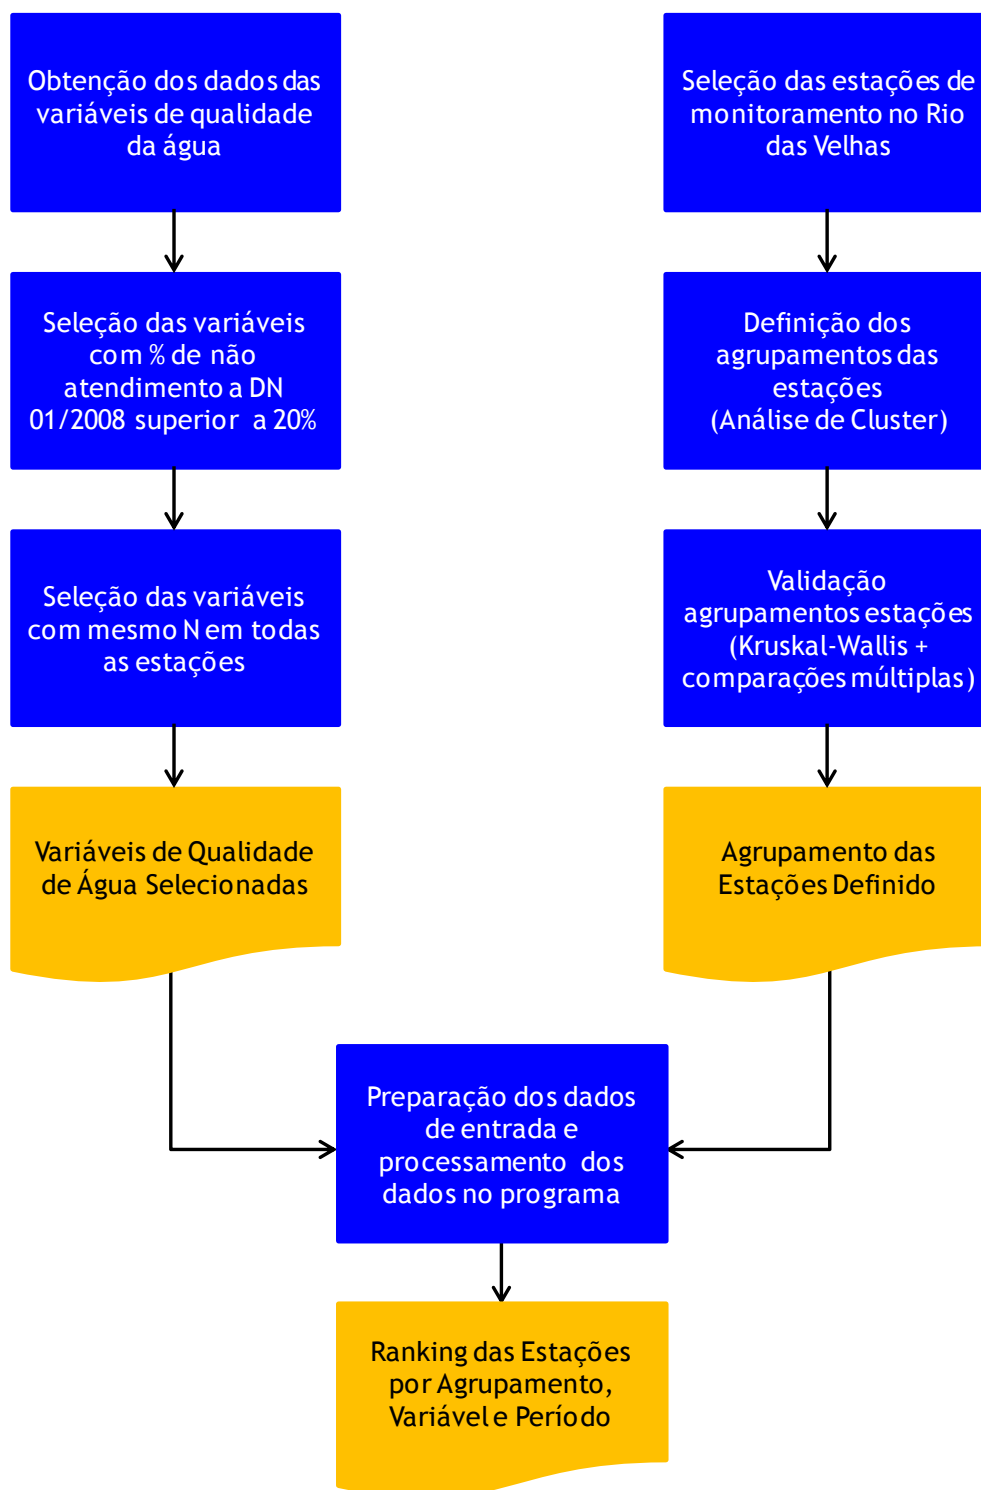 Obtenção dos dados das
variáveis de qualidade
da água
Seleção das variáveis
com % de não
atendimento a DN
01/2008 superior a 20%
Seleção das variáveis
com mesmo N em todas
as estações
Variáveis de Qualidade
de Água Selecionadas
Seleção das estações de
monitoramento no Rio
das Velhas
Definição dos
agrupamentos das
estações
(Análise de Cluster)
Validação
agrupamentos estações
(Kruskal-Wallis +
comparações múltiplas)
Agrupamento das
Estações Definido
Preparação dos dados
de entrada e
processamento dos
dados no programa
Ranking das Estações
por Agrupamento,
Variável e Período